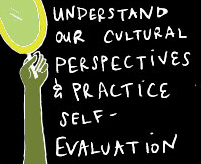 UNDERSTAND
OUR CULTURAL
PERSPECTIVES
& PRACTICE
SELF-
EVALUATION